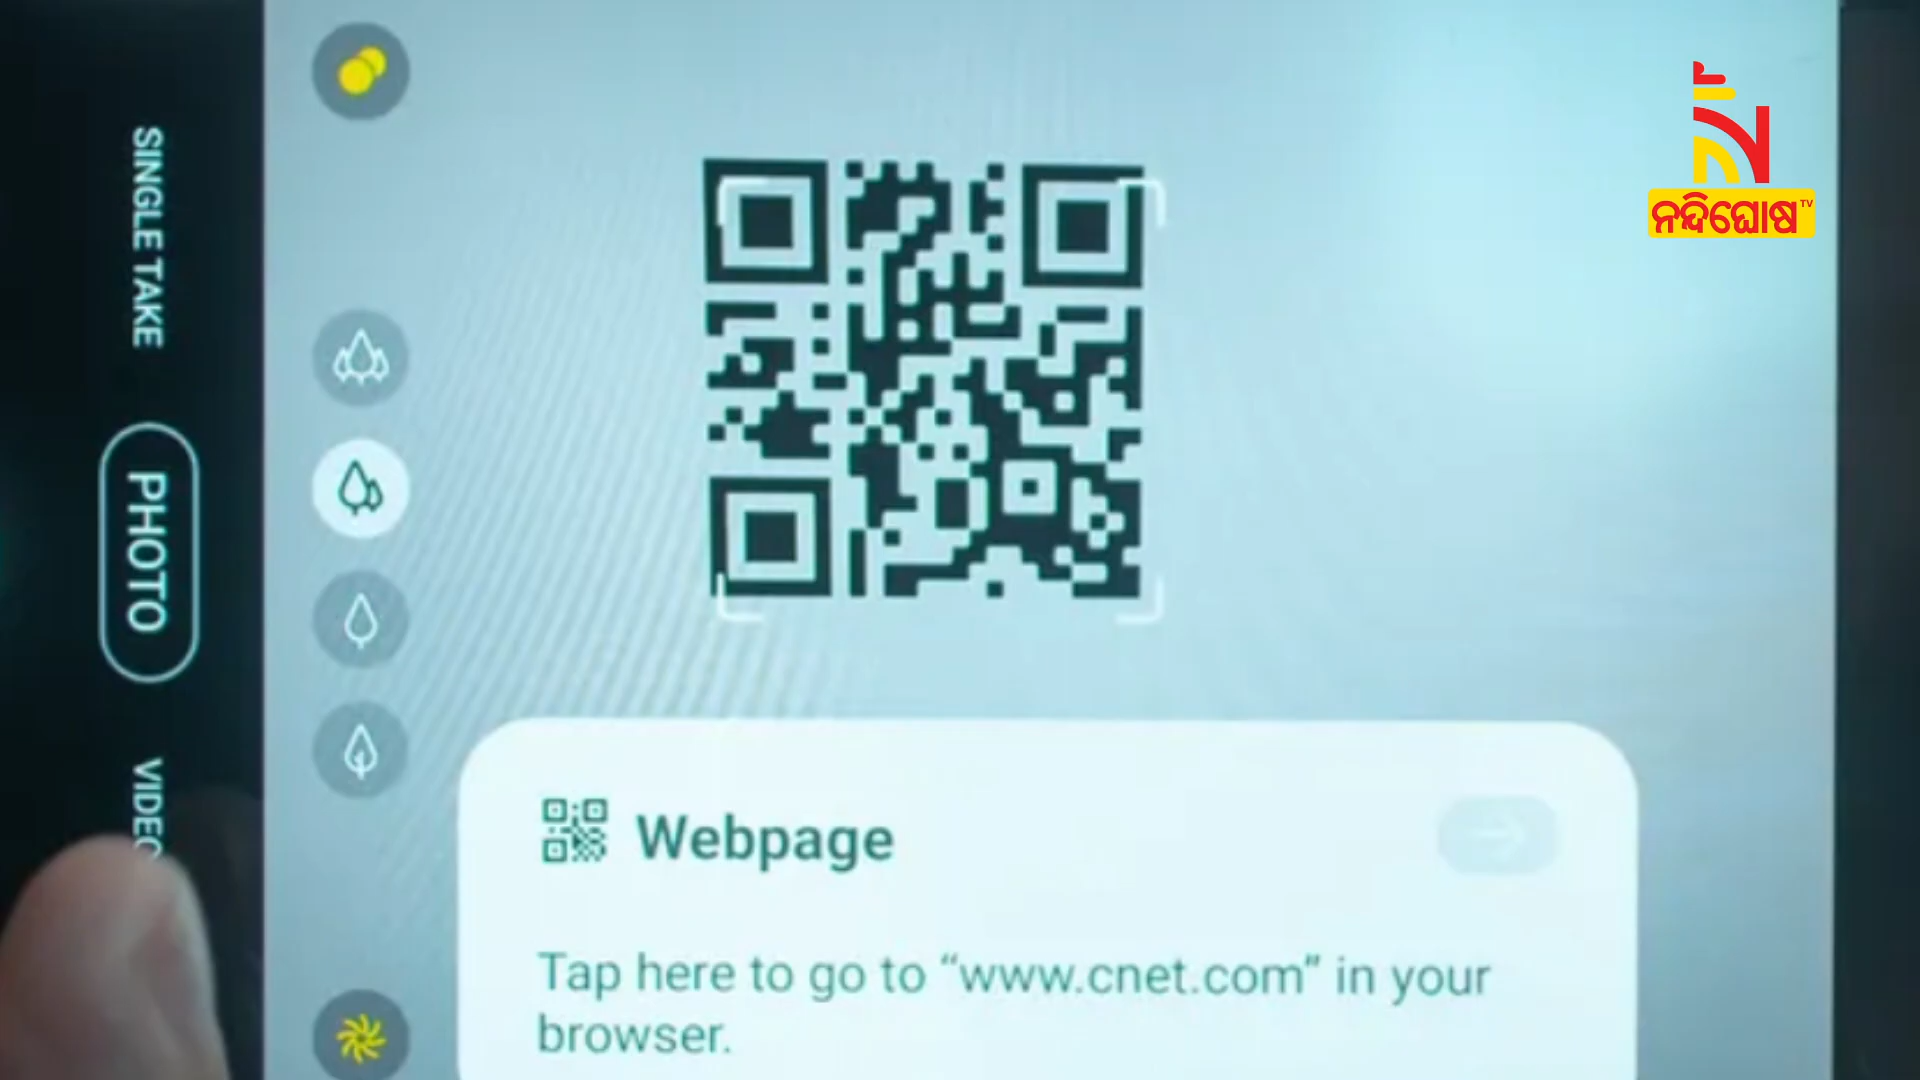 SINGLE TAKE
PHOTO
VIDEO
ନନ୍ଦିଘୋଷ TV
Webpage
Tap here to go to “www.cnet.com” in your
browser.